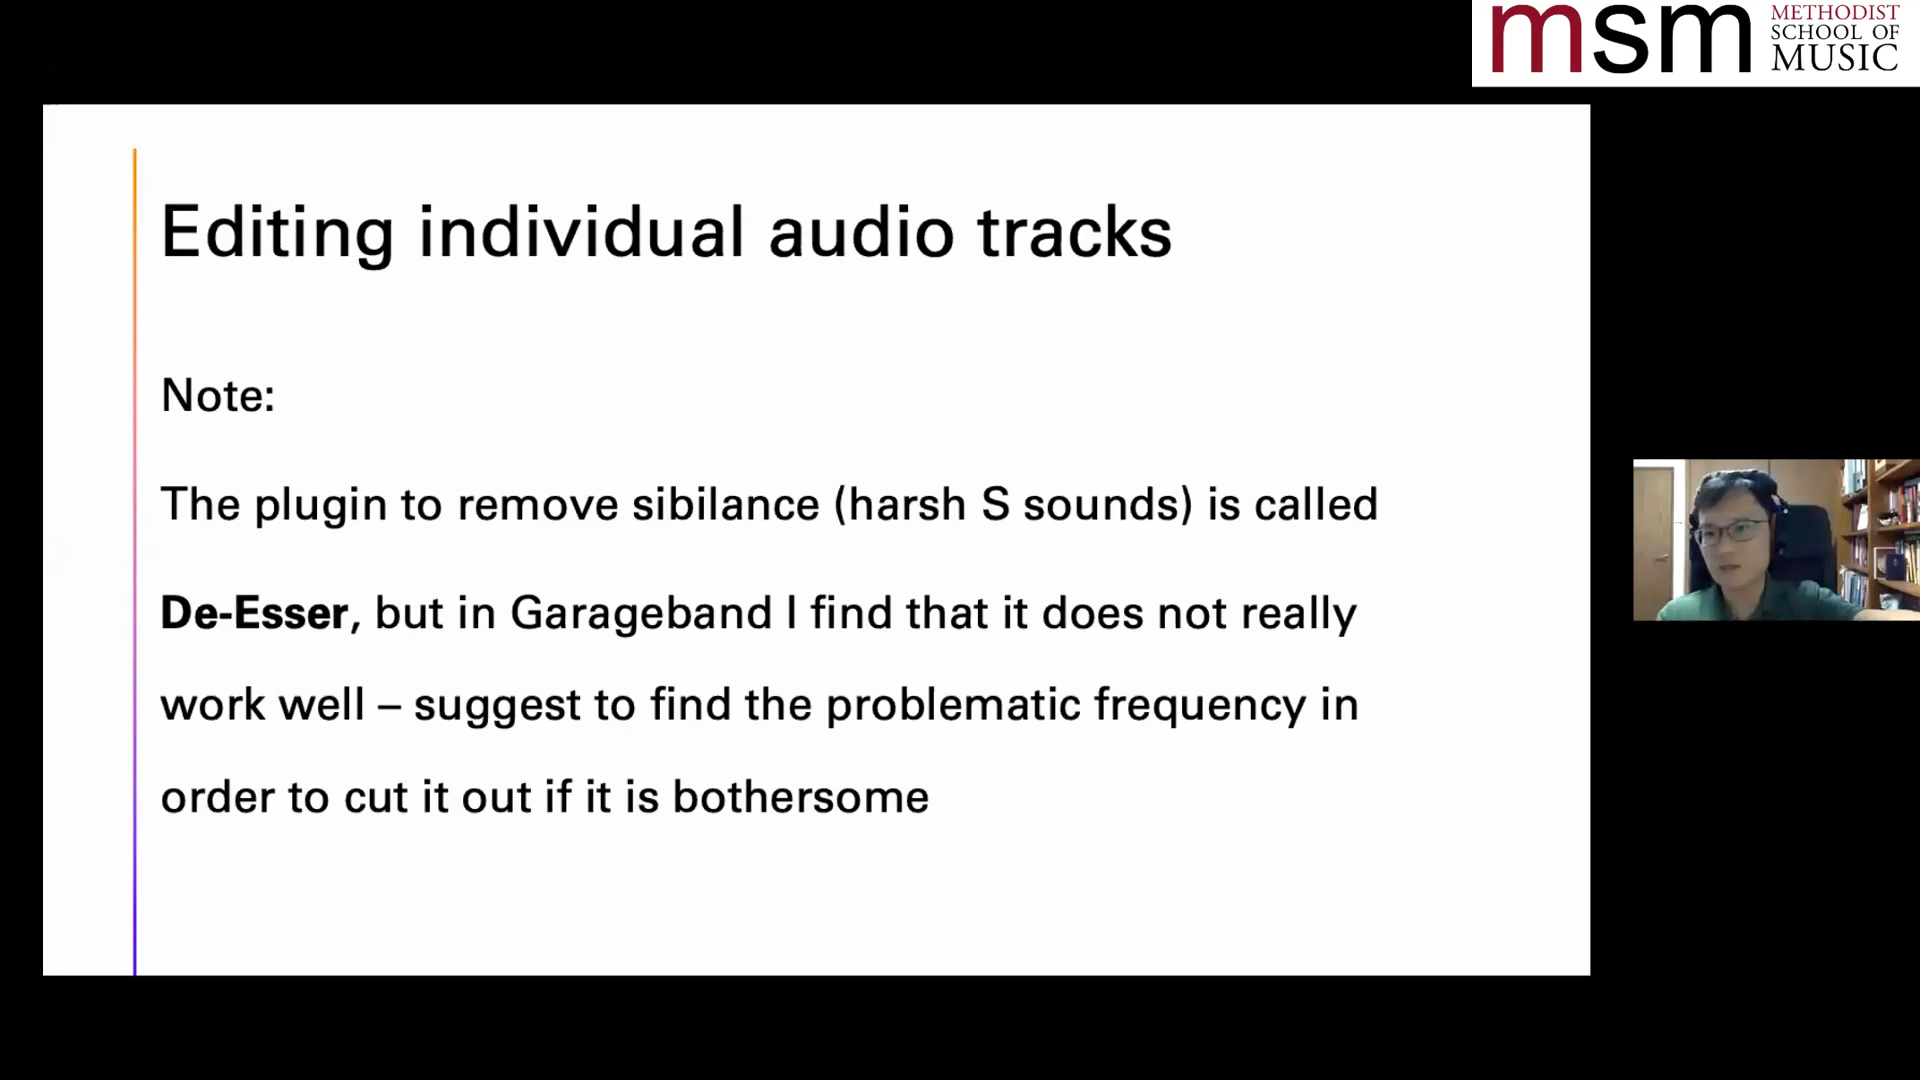 msm METHODIST
SCHOOL OF
MUSIC
Editing individual audio tracks
Note:
The plugin to remove sibilance (harsh S sounds) is called
De-Esser, but in Garageband I find that it does not really
work well – suggest to find the problematic frequency in
order to cut it out if it is bothersome